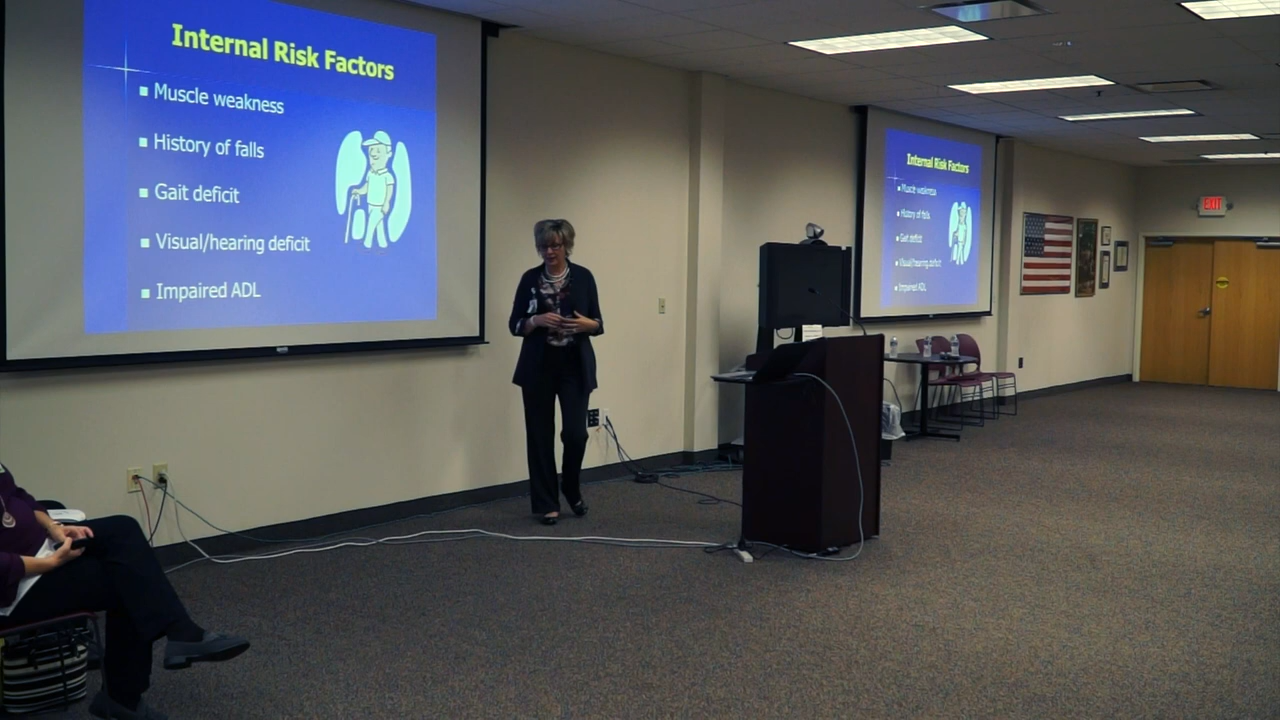 Internal Risk Factors
Muscle weakness
History of falls
Gait deficit
Visual/hearing deficit
Impaired ADL
Internal Risk Factors
Muscle weakness
History of falls
Gait deficit
Visual/hearing deficit
Impaired ADL
EXIT